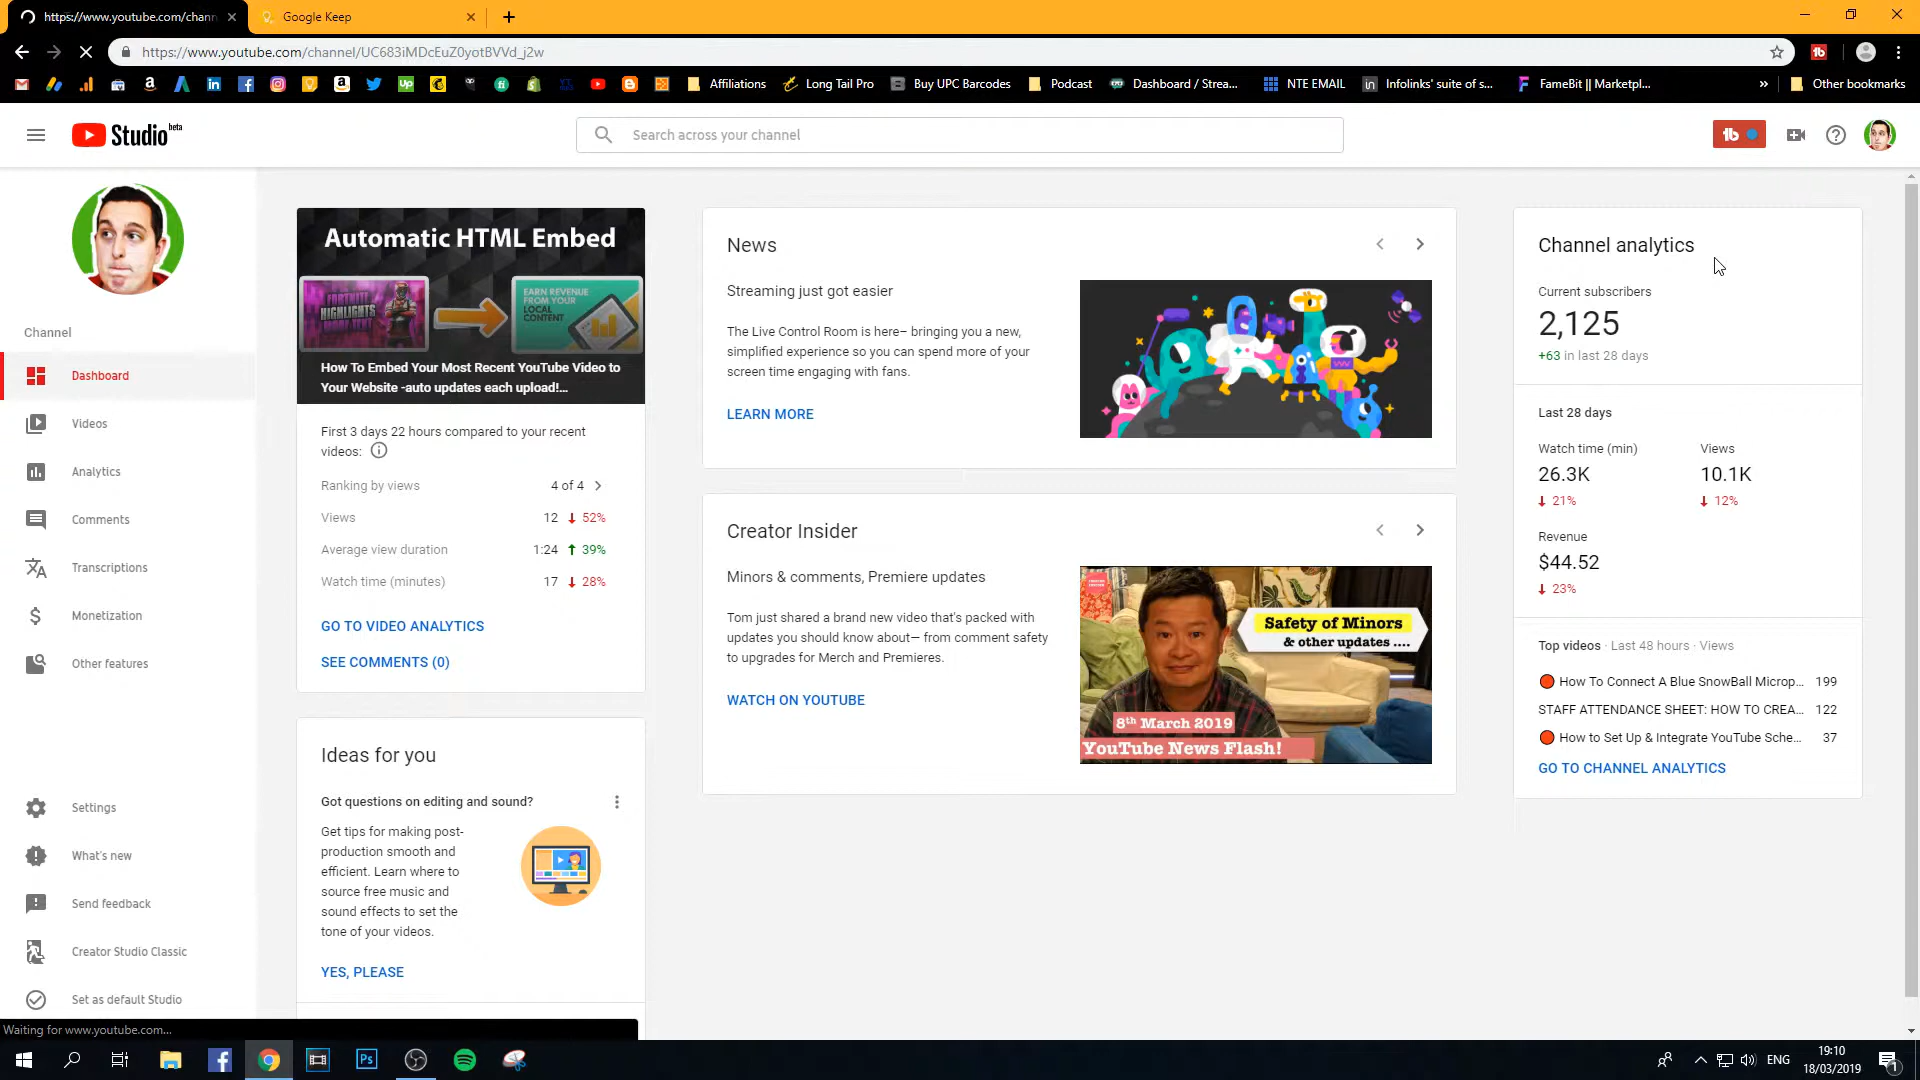 https://www.youtube.com/chann
Google Keep
https://www.youtube.com/channel/UC683iMDcEuZ0yotBVVd_j2w
Affiliations
Long Tail Pro
Buy UPC Barcodes
Podcast
Dashboard / Strea...
NTE EMAIL
Infolinks' suite of s...
FameBit || Marketpl...
Other bookmarks
Studio beta
Search across your channel
Channel
Dashboard
Videos
Analytics
Comments
Transcriptions
Monetization
Other features
Settings
What's new
Send feedback
Creator Studio Classic
Set as default Studio
Waiting for www.youtube.com...
Automatic HTML Embed
FORTNITE
HIGHLIGHTS
EARN REVENUE
FROM YOUR
LOCAL
CONTENT
How To Embed Your Most Recent YouTube Video to
Your Website -auto updates each upload!...
First 3 days 22 hours compared to your recent
videos:
Ranking by views 4 of 4
Views 12 52%
Average view duration 1:24 39%
Watch time (minutes) 17 28%
GO TO VIDEO ANALYTICS
SEE COMMENTS (0)
Ideas for you
Got questions on editing and sound?
Get tips for making post-
production smooth and
efficient. Learn where to
source free music and
sound effects to set the
tone of your videos.
YES, PLEASE
News
Streaming just got easier
The Live Control Room is here– bringing you a new,
simplified experience so you can spend more of your
screen time engaging with fans.
LEARN MORE
Creator Insider
Minors & comments, Premiere updates
Tom just shared a brand new video that's packed with
updates you should know about— from comment safety
to upgrades for Merch and Premieres.
WATCH ON YOUTUBE
Safety of Minors
& other updates ....
8th March 2019
YouTube News Flash!
Channel analytics
Current subscribers
2,125
+63 in last 28 days
Last 28 days
Watch time (min) Views
26.3K 10.1K
21% 12%
Revenue
$44.52
23%
Top videos · Last 48 hours · Views
How To Connect A Blue SnowBall Microp... 199
STAFF ATTENDANCE SHEET: HOW TO CREA... 122
How to Set Up & Integrate YouTube Sche... 37
GO TO CHANNEL ANALYTICS
ENG
19:10
18/03/2019